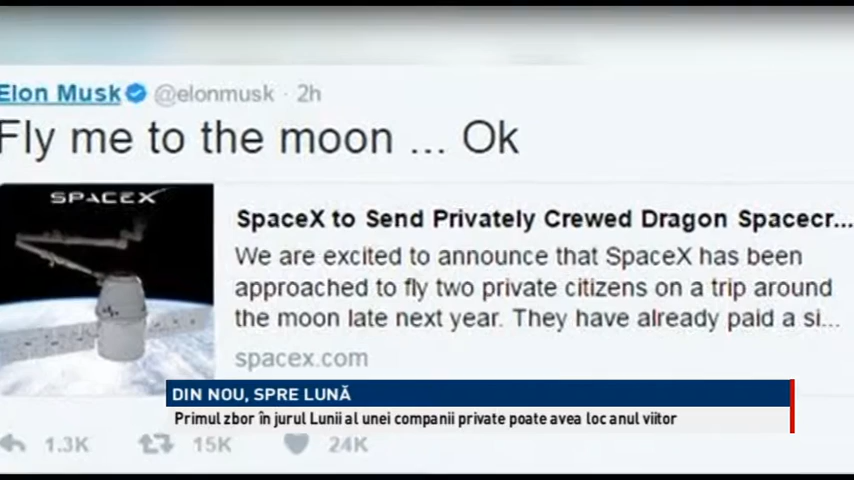 Elon Musk @elonmusk · 2h
Fly me to the moon ... Ok
SPACEX
SpaceX to Send Privately Crewed Dragon Spacecr...
We are excited to announce that SpaceX has been
approached to fly two private citizens on a trip around
the moon late next year. They have already paid a si...
spacex.com
DIN NOU, SPRE LUNĂ
Primul zbor în jurul Lunii al unei companii private poate avea loc anul viitor
1.3K 15K 24K